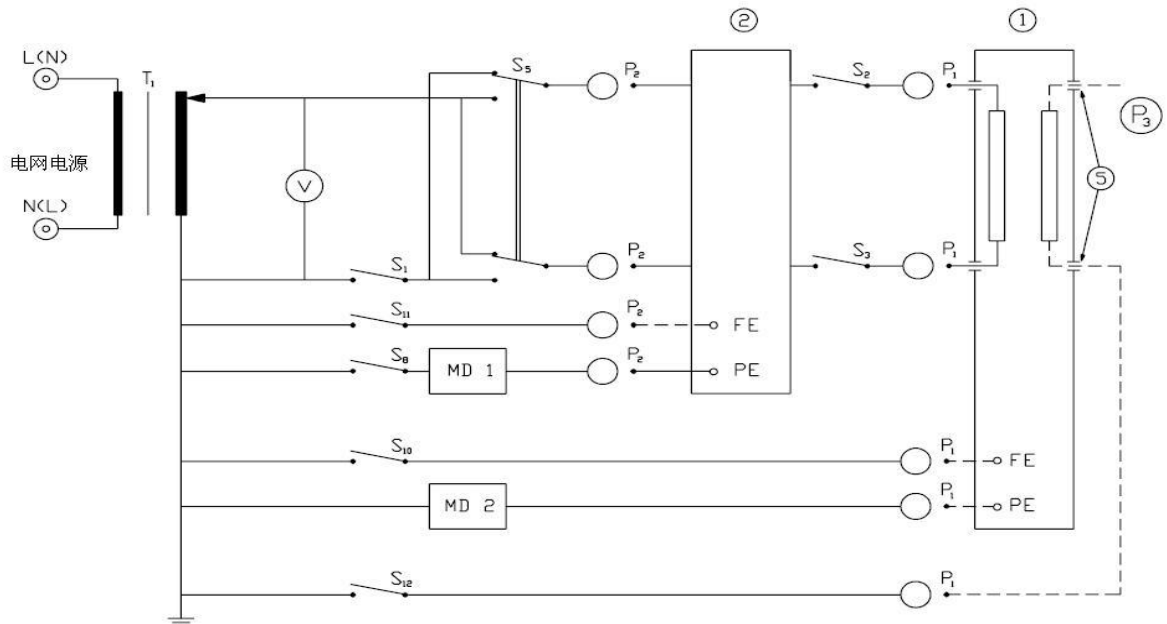 ② ①
L(N) T₁ S₅ P₂ S₂ P₁
P₃
电网电源 V ⑤
N(L)
S₁ P₂ S₃ P₁
S₁₁ P₂ FE
S₈ MD 1 P₂ PE
S₁₀ P₁ FE
MD 2 P₁ PE
S₁₂ P₁